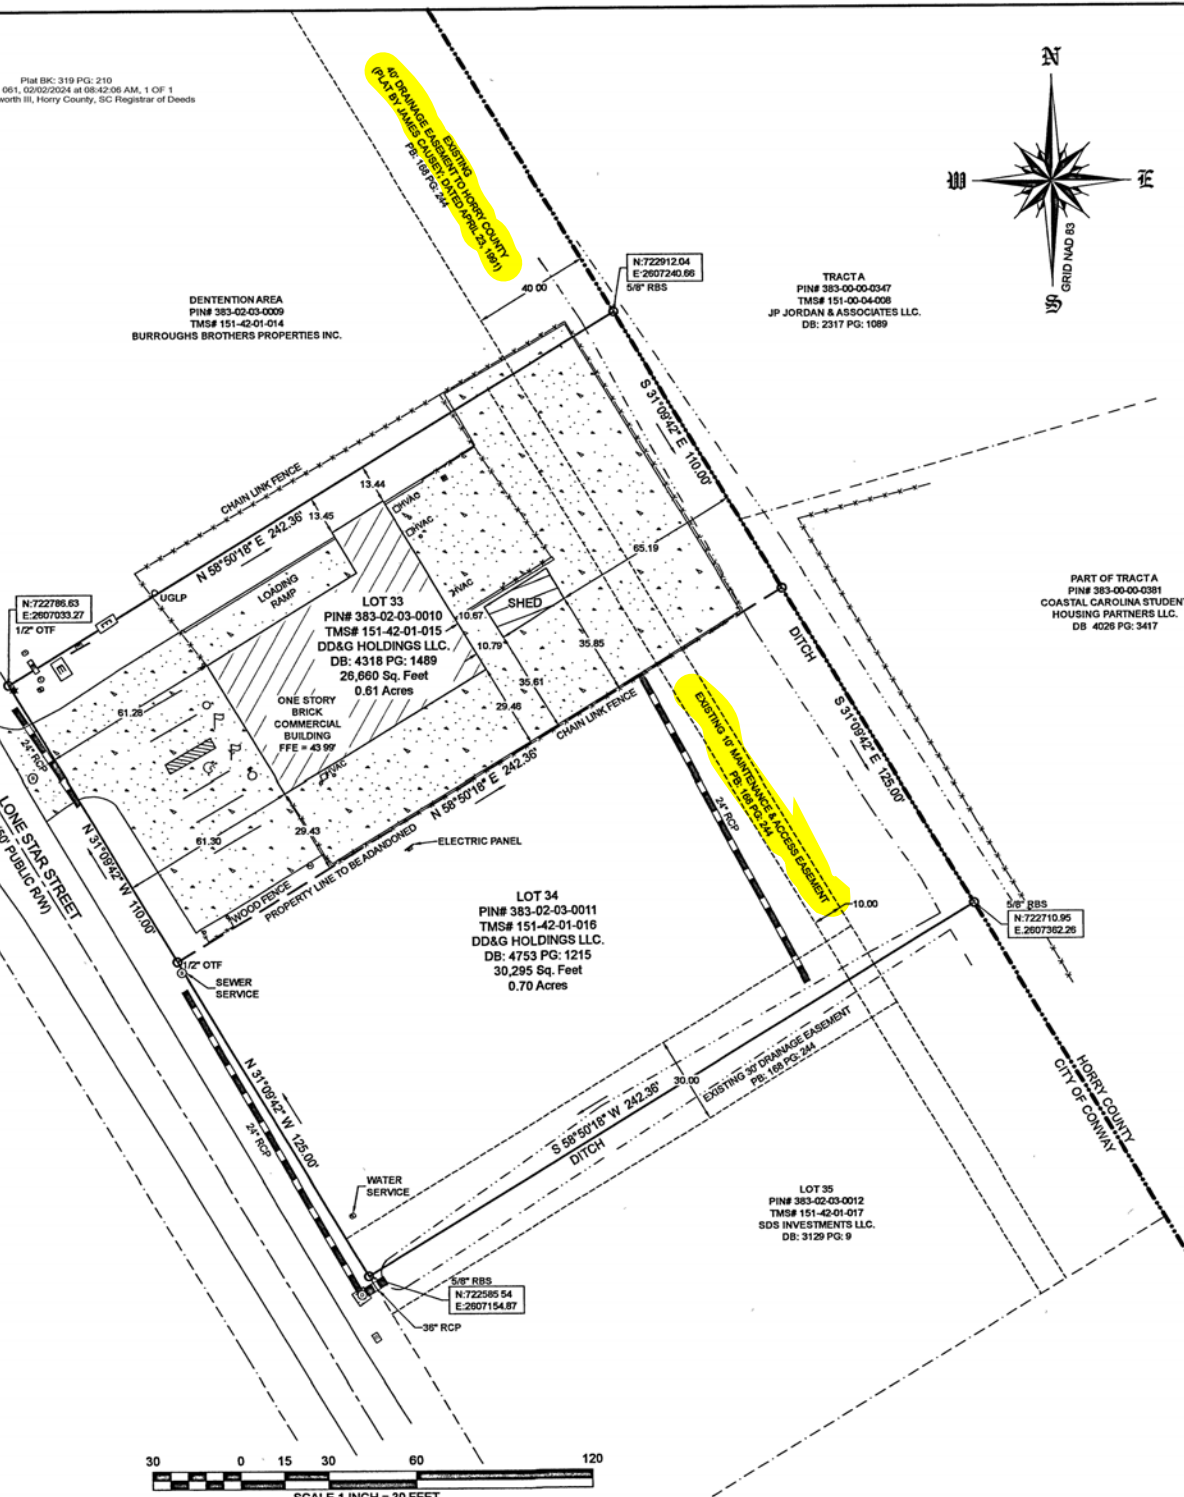 Plat BK: 319 PG: 210
061, 02/02/2024 at 08:42:06 AM, 1 OF 1
worth III, Horry County, SC Registrar of Deeds
EXISTING
40' DRAINAGE EASEMENT TO HORRY COUNTY
(PLAT BY JAMES CAUSEY; DATED APRIL 23, 1991)
PB: 168 PG: 244
N
W
E
S
GRID NAD 83
N:722912.04
E:2607240.66
5/8" RBS
40.00
TRACT A
PIN# 383-00-00-0347
TMS# 151-00-04-008
JP JORDAN & ASSOCIATES LLC.
DB: 2317 PG: 1089
DENTENTION AREA
PIN# 383-02-03-0009
TMS# 151-42-01-014
BURROUGHS BROTHERS PROPERTIES INC.
S 31°09'42" E 110.00'
CHAIN LINK FENCE
N 58°50'18" E 242.36'
13.44
13.45
HVAC
HVAC
65.19
LOADING
RAMP
UGLP
N:722786.63
E:2607033.27
1/2" OTF
E
E
HVAC
SHED
10.67
10.79
35.85
35.61
29.46
LOT 33
PIN# 383-02-03-0010
TMS# 151-42-01-015
DD&G HOLDINGS LLC.
DB: 4318 PG: 1489
26,660 Sq. Feet
0.61 Acres
ONE STORY
BRICK
COMMERCIAL
BUILDING
FFE = 43.99'
HVAC
61.28
61.30
29.43
PART OF TRACT A
PIN# 383-00-00-0381
COASTAL CAROLINA STUDENT
HOUSING PARTNERS LLC.
DB 4026 PG: 3417
DITCH
S 31°09'42" E 125.00'
CHAIN LINK FENCE
N 58°50'18" E 242.36'
PROPERTY LINE TO BE ADANDONED
WOOD FENCE
ELECTRIC PANEL
24" RCP
LONE STAR STREET
(50' PUBLIC R/W)
N 31°09'42" W 110.00'
24" RCP
EXISTING 10' MAINTENANCE & ACCESS EASEMENT
PB: 168 PG: 244
10.00
5/8" RBS
N:722710.95
E.2607362.26
LOT 34
PIN# 383-02-03-0011
TMS# 151-42-01-016
DD&G HOLDINGS LLC.
DB: 4753 PG: 1215
30,295 Sq. Feet
0.70 Acres
1/2" OTF
SEWER
SERVICE
N 31°09'42" W 125.00'
24" RCP
30.00
EXISTING 30' DRAINAGE EASEMENT
PB: 168 PG: 244
S 58°50'18" W 242.36'
DITCH
HORRY COUNTY
CITY OF CONWAY
WATER
SERVICE
LOT 35
PIN# 383-02-03-0012
TMS# 151-42-01-017
SDS INVESTMENTS LLC.
DB: 3129 PG: 9
5/8" RBS
N:722585.54
E:2607154.87
36" RCP
30 0 15 30 60 120
SCALE 1 INCH = 30 FEET